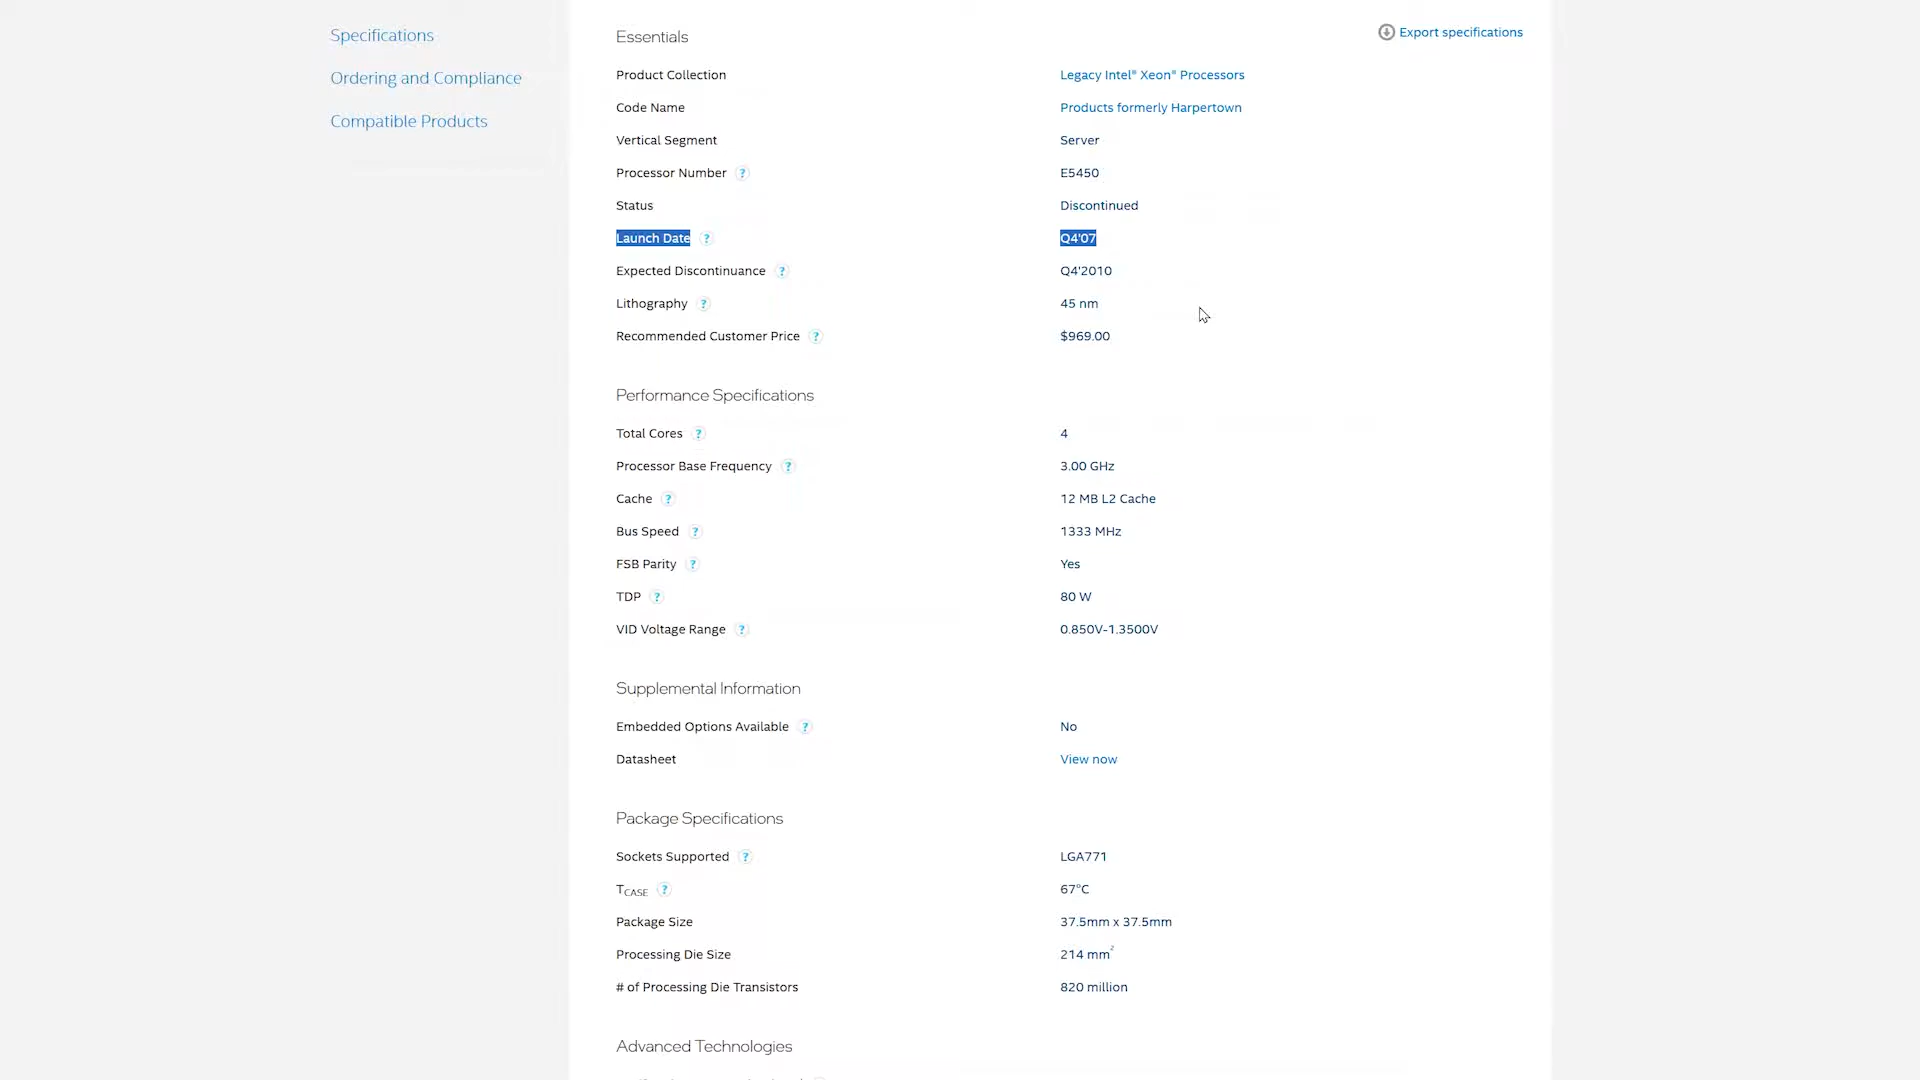 Specifications
Ordering and Compliance
Compatible Products
Essentials
Export specifications
Product Collection Legacy Intel® Xeon® Processors
Code Name Products formerly Harpertown
Vertical Segment Server
Processor Number ? E5450
Status Discontinued
Launch Date ? Q4'07
Expected Discontinuance ? Q4'2010
Lithography ? 45 nm
Recommended Customer Price ? $969.00
Performance Specifications
Total Cores ? 4
Processor Base Frequency ? 3.00 GHz
Cache ? 12 MB L2 Cache
Bus Speed ? 1333 MHz
FSB Parity ? Yes
TDP ? 80 W
VID Voltage Range ? 0.850V-1.3500V
Supplemental Information
Embedded Options Available ? No
Datasheet View now
Package Specifications
Sockets Supported ? LGA771
TCASE ? 67°C
Package Size 37.5mm x 37.5mm
Processing Die Size 214 mm²
# of Processing Die Transistors 820 million
Advanced Technologies